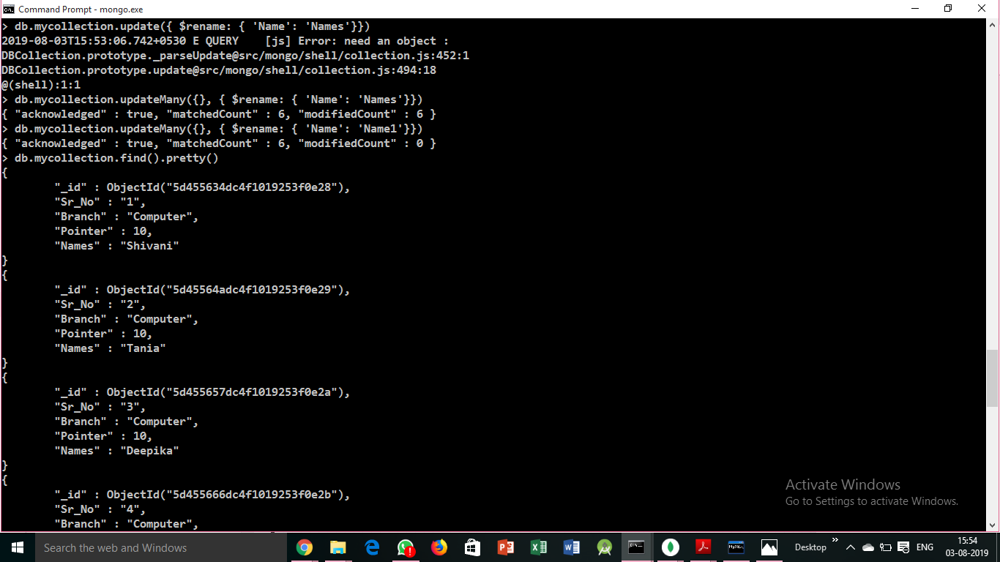 Command Prompt - mongo.exe
> db.mycollection.update({ $rename: { 'Name': 'Names'}})
2019-08-03T15:53:06.742+0530 E QUERY    [js] Error: need an object :
DBCollection.prototype._parseUpdate@src/mongo/shell/collection.js:452:1
DBCollection.prototype.update@src/mongo/shell/collection.js:494:18
@(shell):1:1
> db.mycollection.updateMany({}, { $rename: { 'Name': 'Names'}})
{ "acknowledged" : true, "matchedCount" : 6, "modifiedCount" : 6 }
> db.mycollection.updateMany({}, { $rename: { 'Name': 'Name1'}})
{ "acknowledged" : true, "matchedCount" : 6, "modifiedCount" : 0 }
> db.mycollection.find().pretty()
{
        "_id" : ObjectId("5d455634dc4f1019253f0e28"),
        "Sr_No" : "1",
        "Branch" : "Computer",
        "Pointer" : 10,
        "Names" : "Shivani"
}
{
        "_id" : ObjectId("5d45564adc4f1019253f0e29"),
        "Sr_No" : "2",
        "Branch" : "Computer",
        "Pointer" : 10,
        "Names" : "Tania"
}
{
        "_id" : ObjectId("5d455657dc4f1019253f0e2a"),
        "Sr_No" : "3",
        "Branch" : "Computer",
        "Pointer" : 10,
        "Names" : "Deepika"
}
{
        "_id" : ObjectId("5d455666dc4f1019253f0e2b"),
        "Sr_No" : "4",
        "Branch" : "Computer",
Activate Windows
Go to Settings to activate Windows.
Search the web and Windows
Desktop
ENG
15:54
03-08-2019